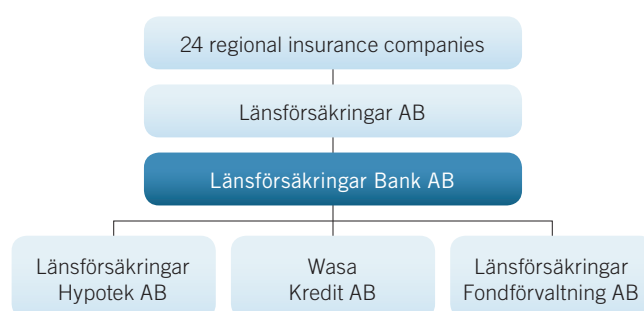 24 regional insurance companies
Länsförsäkringar AB
Länsförsäkringar Bank AB
Länsförsäkringar
Hypotek AB
Wasa
Kredit AB
Länsförsäkringar
Fondförvaltning AB